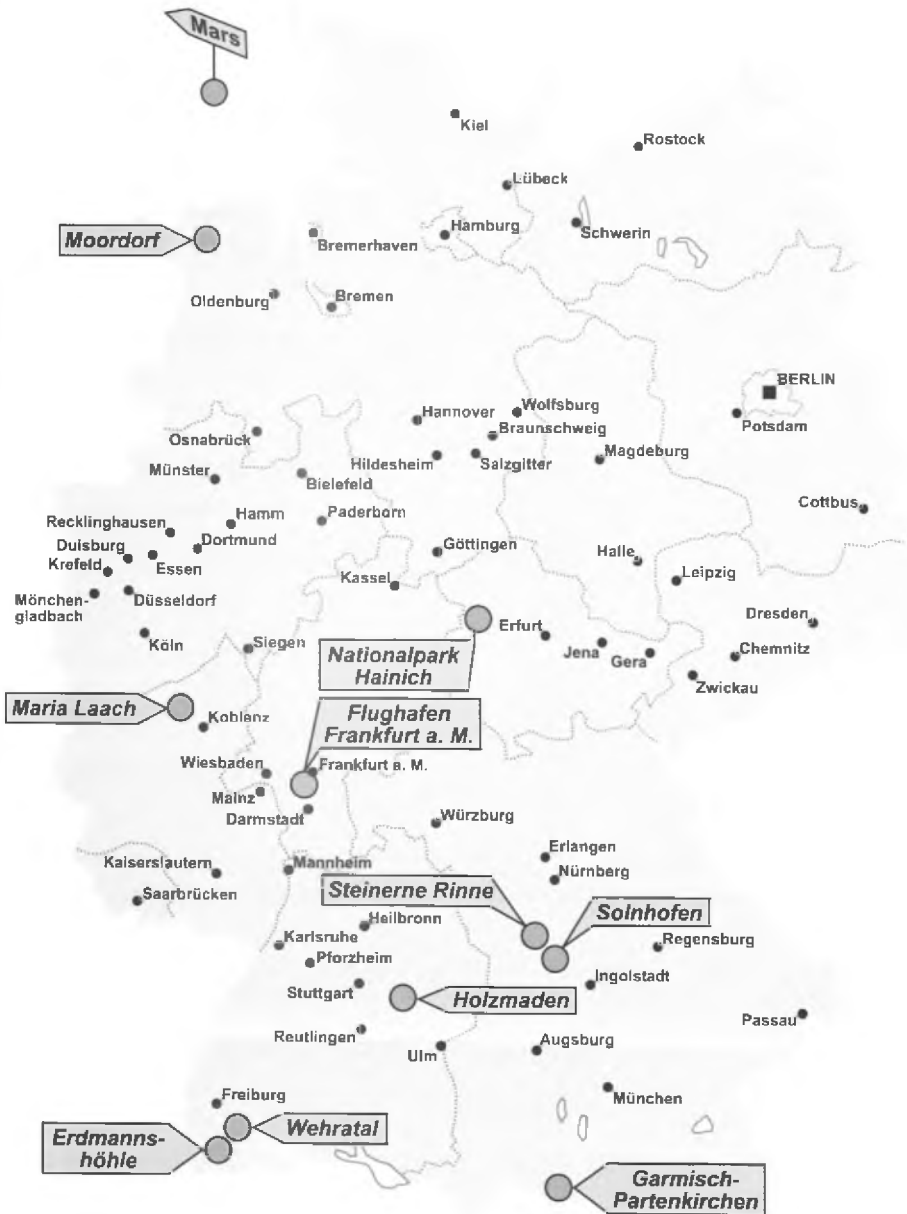 Mars
Kiel
Rostock
Lübeck
Hamburg
Schwerin
Moordorf
Bremerhaven
Oldenburg
Bremen
BERLIN
Potsdam
Hannover
Wolfsburg
Braunschweig
Osnabrück
Hildesheim
Salzgitter
Magdeburg
Münster
Bielefeld
Cottbus
Recklinghausen
Hamm
Paderborn
Duisburg
Dortmund
Krefeld
Essen
Göttingen
Halle
Leipzig
Kassel
Mönchen-
gladbach
Düsseldorf
Dresden
Köln
Siegen
Erfurt
Jena
Gera
Chemnitz
Zwickau
Nationalpark
Hainich
Maria Laach
Koblenz
Flughafen
Frankfurt a. M.
Wiesbaden
Frankfurt a. M.
Mainz
Darmstadt
Würzburg
Erlangen
Nürnberg
Kaiserslautern
Mannheim
Saarbrücken
Steinerne Rinne
Solnhofen
Heilbronn
Karlsruhe
Regensburg
Pforzheim
Ingolstadt
Stuttgart
Holzmaden
Passau
Reutlingen
Ulm
Augsburg
München
Freiburg
Wehratal
Erdmanns-
höhle
Garmisch-
Partenkirchen